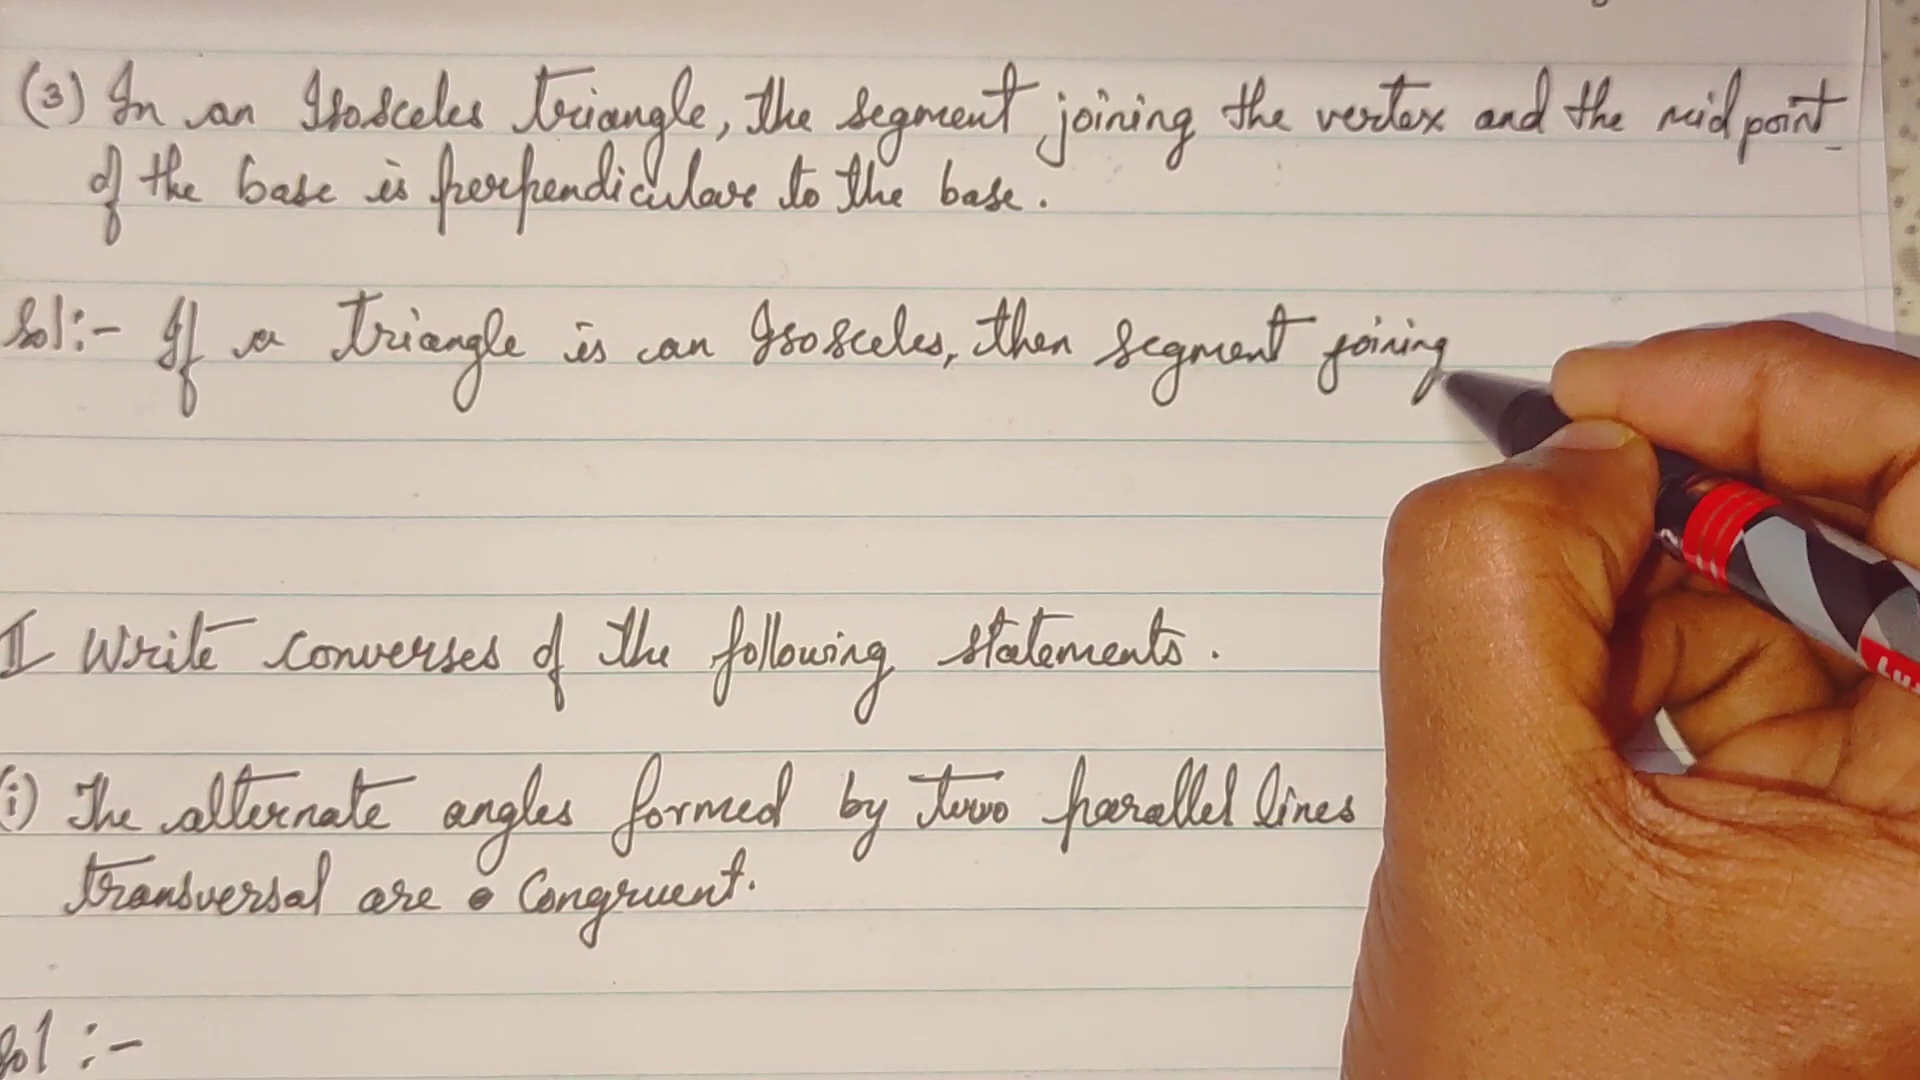 (3) In an Isosceles triangle, the segment joining the vertex and the midpoint
of the base is perpendicular to the base.
Sol:- If a triangle is an Isosceles, then segment joining
II Write converses of the following statements.
(i) The alternate angles formed by two parallel lines
transversal are Congruent.
Sol :-